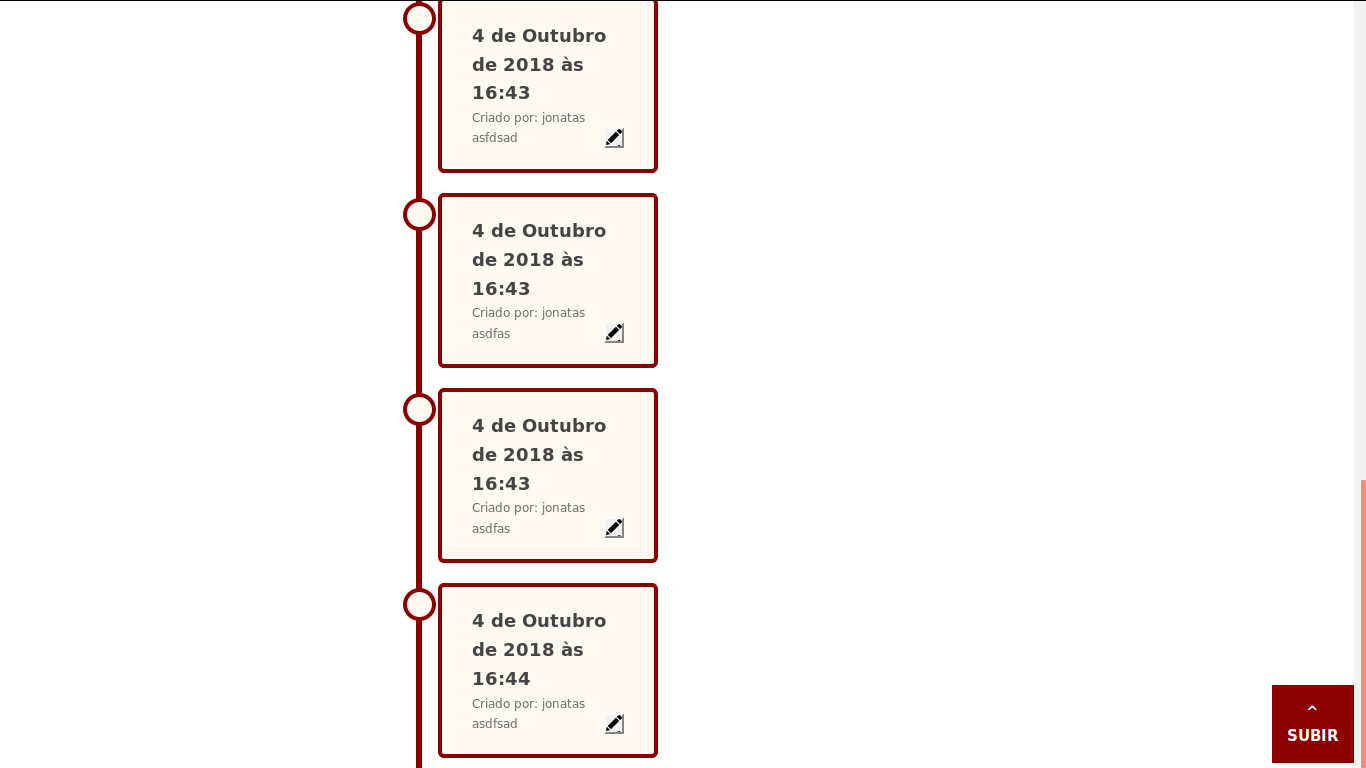 4 de Outubro
de 2018 às
16:43
Criado por: jonatas
asfdsad
4 de Outubro
de 2018 às
16:43
Criado por: jonatas
asdfas
4 de Outubro
de 2018 às
16:43
Criado por: jonatas
asdfas
4 de Outubro
de 2018 às
16:44
Criado por: jonatas
asdfsad
^
SUBIR